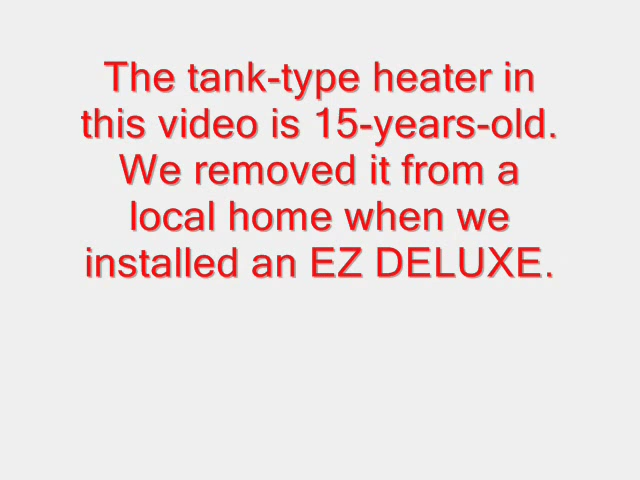 The tank-type heater in
this video is 15-years-old.
We removed it from a
local home when we
installed an EZ DELUXE.